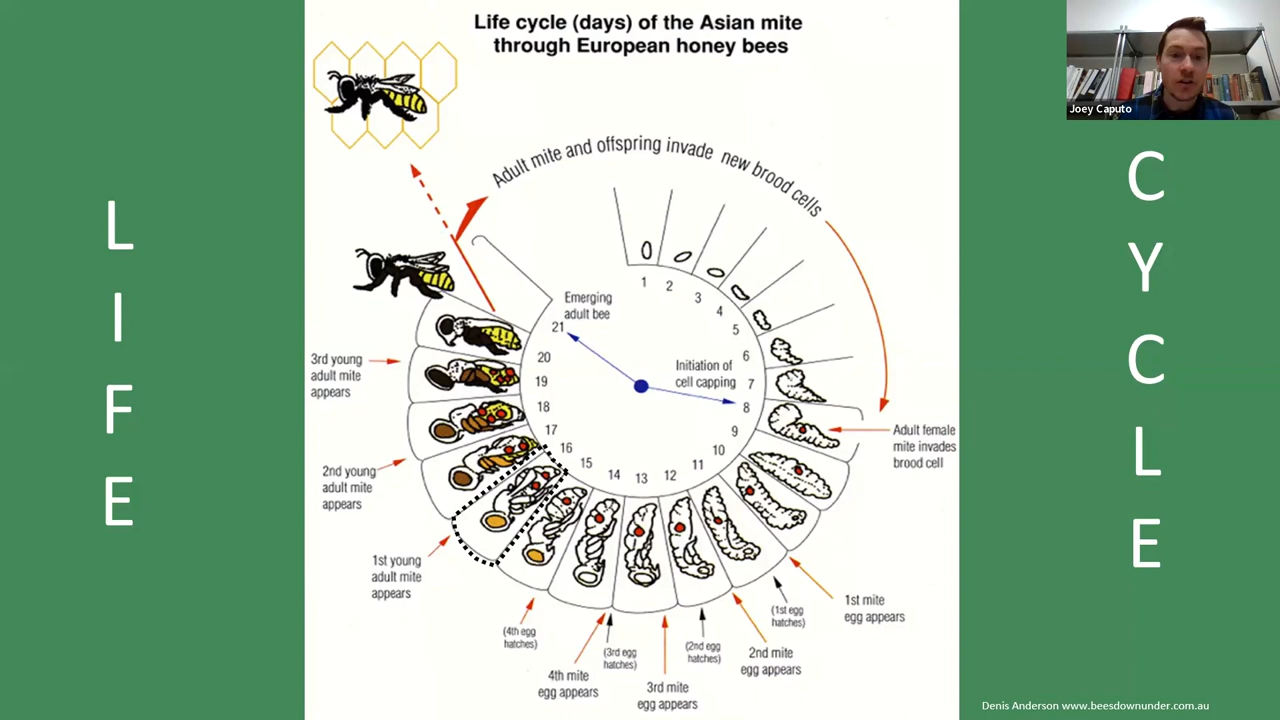 Life cycle (days) of the Asian mite
through European honey bees
Joey Caputo
L
I
F
E
C
Y
C
L
E
Adult mite and offspring invade new brood cells
Emerging
adult bee
Initiation of
cell capping
1
2
3
4
5
6
7
8
9
10
11
12
13
14
15
16
17
18
19
20
21
Adult female
mite invades
brood cell
1st mite
egg appears
(1st egg
hatches)
2nd mite
egg appears
(2nd egg
hatches)
3rd mite
egg appears
(3rd egg
hatches)
4th mite
egg appears
(4th egg
hatches)
1st young
adult mite
appears
2nd young
adult mite
appears
3rd young
adult mite
appears
Denis Anderson www.beesdownunder.com.au